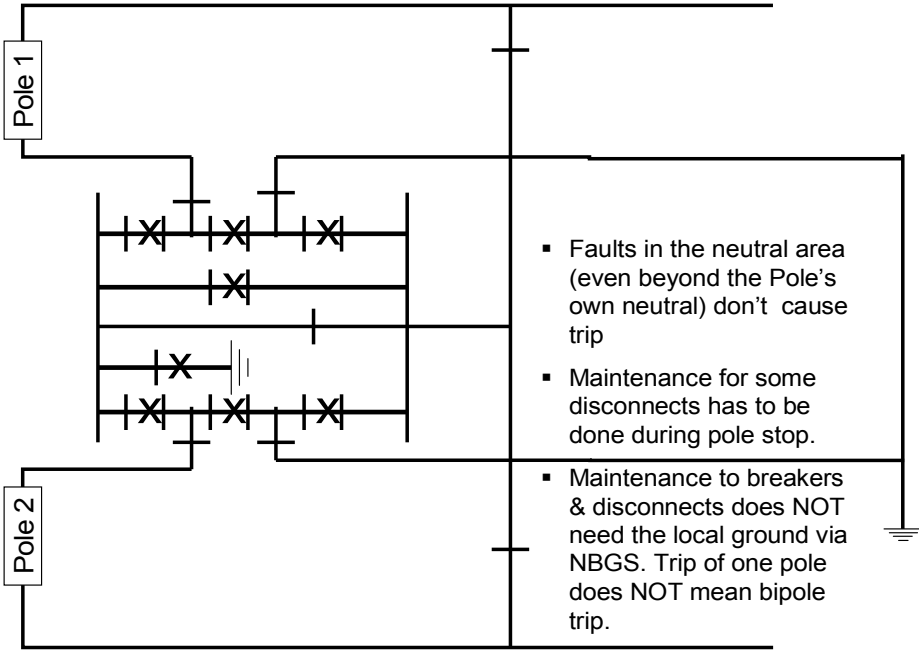 Pole 1
▪ Faults in the neutral area
(even beyond the Pole's
own neutral) don't cause
trip
▪ Maintenance for some
disconnects has to be
done during pole stop.
▪ Maintenance to breakers
& disconnects does NOT
need the local ground via
NBGS. Trip of one pole
does NOT mean bipole
trip.
Pole 2